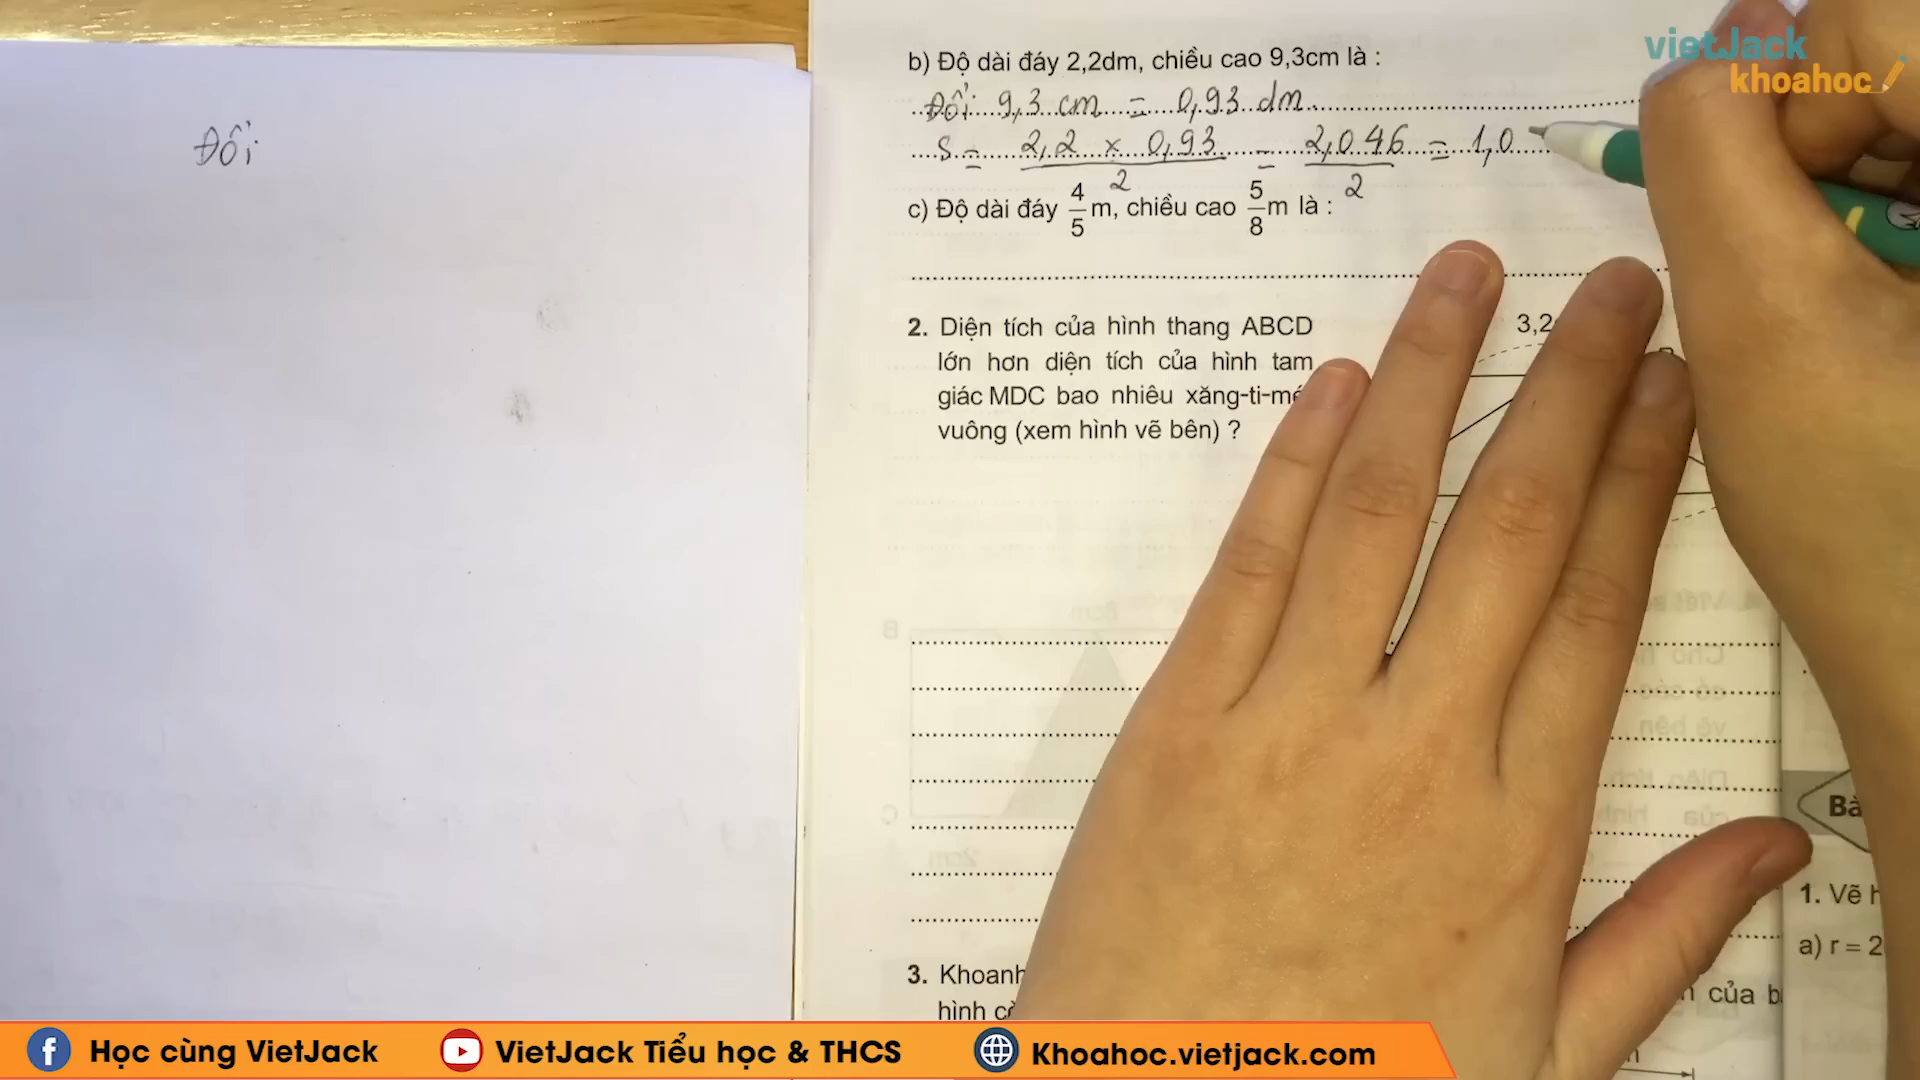 vietJack
khoahoc
Đổi
b) Độ dài đáy 2,2dm, chiều cao 9,3cm là :
Đổi: 9,3 cm = 0,93 dm
S = 2,2 x 0,93 / 2 = 2,046 / 2 = 1,0
c) Độ dài đáy 4/5 m, chiều cao 5/8 m là :
2. Diện tích của hình thang ABCD
lớn hơn diện tích của hình tam
giác MDC bao nhiêu xăng-ti-mé
vuông (xem hình vẽ bên) ?
3,2
3. Khoanh
hình
Bà
1. Vẽ h
a) r = 2
của b
Học cùng VietJack
VietJack Tiểu học & THCS
Khoahoc.vietjack.com